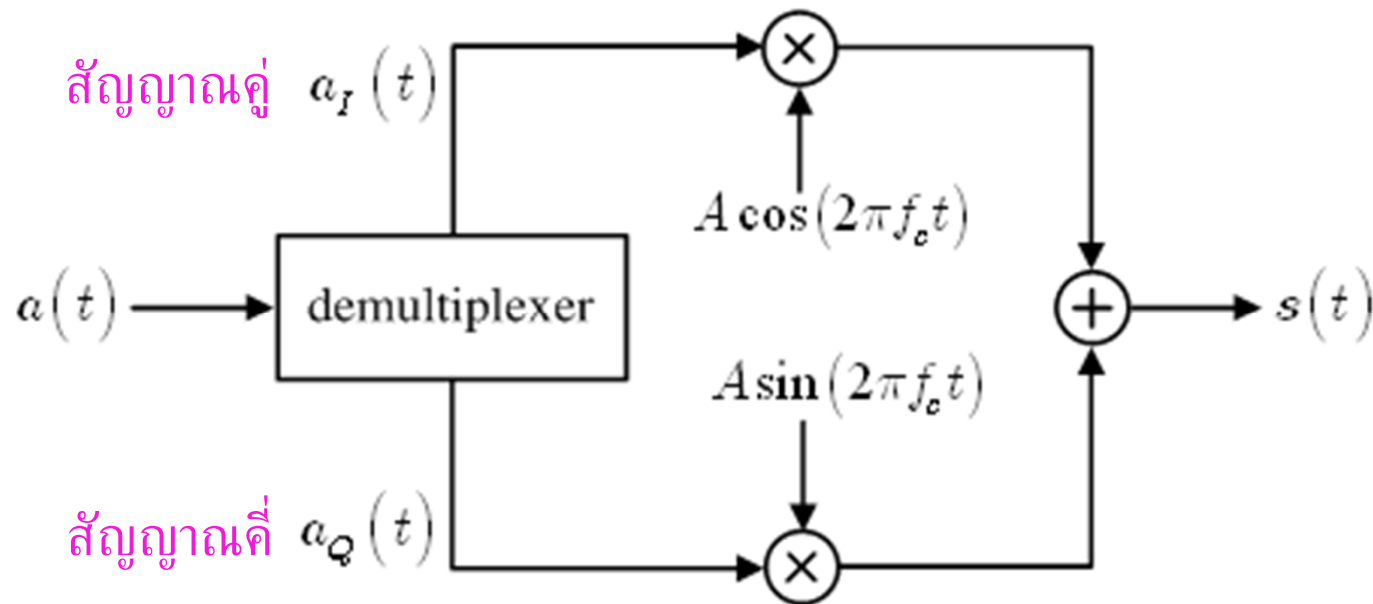 สัญญาณคู่ a_I (t)
A cos(2πf_c t)
a(t)
demultiplexer
s(t)
A sin(2πf_c t)
สัญญาณคี่ a_Q (t)